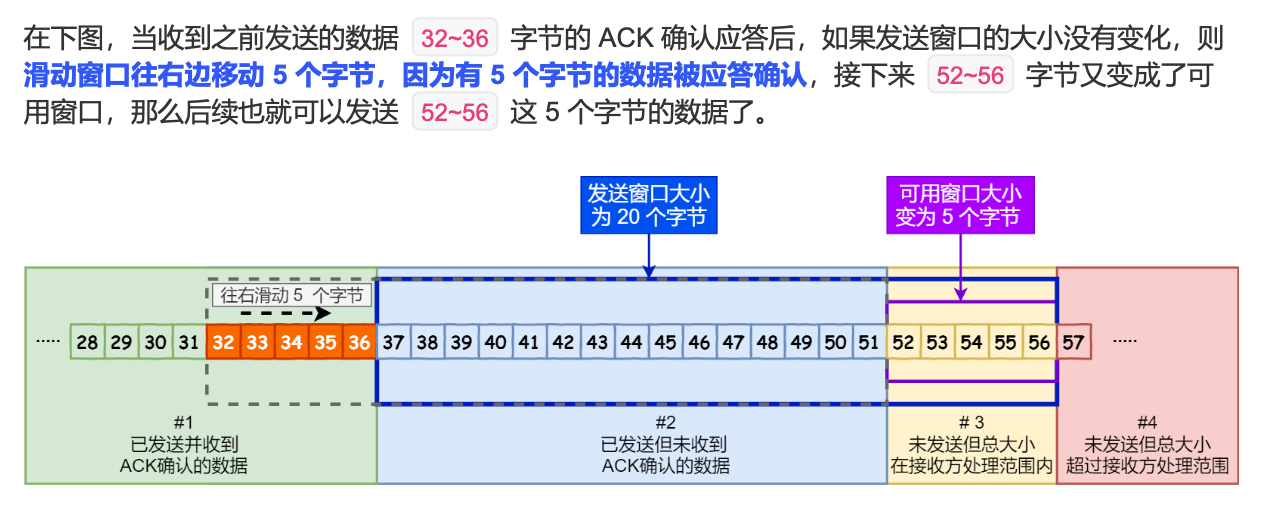 在下图，当收到之前发送的数据 32~36 字节的 ACK 确认应答后，如果发送窗口的大小没有变化，则
滑动窗口往右边移动 5 个字节，因为有 5 个字节的数据被应答确认，接下来 52~56 字节又变成了可
用窗口，那么后续也就可以发送 52~56 这 5 个字节的数据了。
发送窗口大小
为 20 个字节
可用窗口大小
变为 5 个字节
往右滑动 5 个字节
····· 28 29 30 31 32 33 34 35 36 37 38 39 40 41 42 43 44 45 46 47 48 49 50 51 52 53 54 55 56 57 ·····
#1
已发送并收到
ACK确认的数据
#2
已发送但未收到
ACK确认的数据
# 3
未发送但总大小
在接收方处理范围内
#4
未发送但总大小
超过接收方处理范围